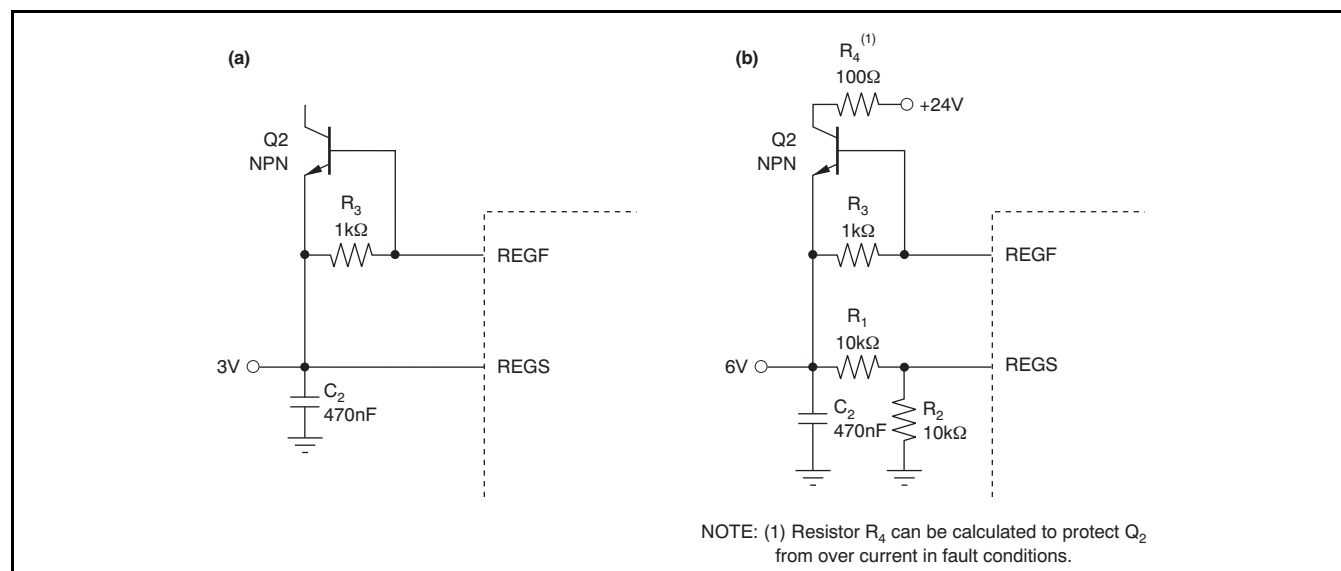 (a)
Q2
NPN
R3
1kΩ
REGF
3V
REGS
C2
470nF
(b)
R4(1)
100Ω
+24V
Q2
NPN
R3
1kΩ
REGF
R1
10kΩ
6V
REGS
C2
470nF
R2
10kΩ
NOTE: (1) Resistor R4 can be calculated to protect Q2
from over current in fault conditions.